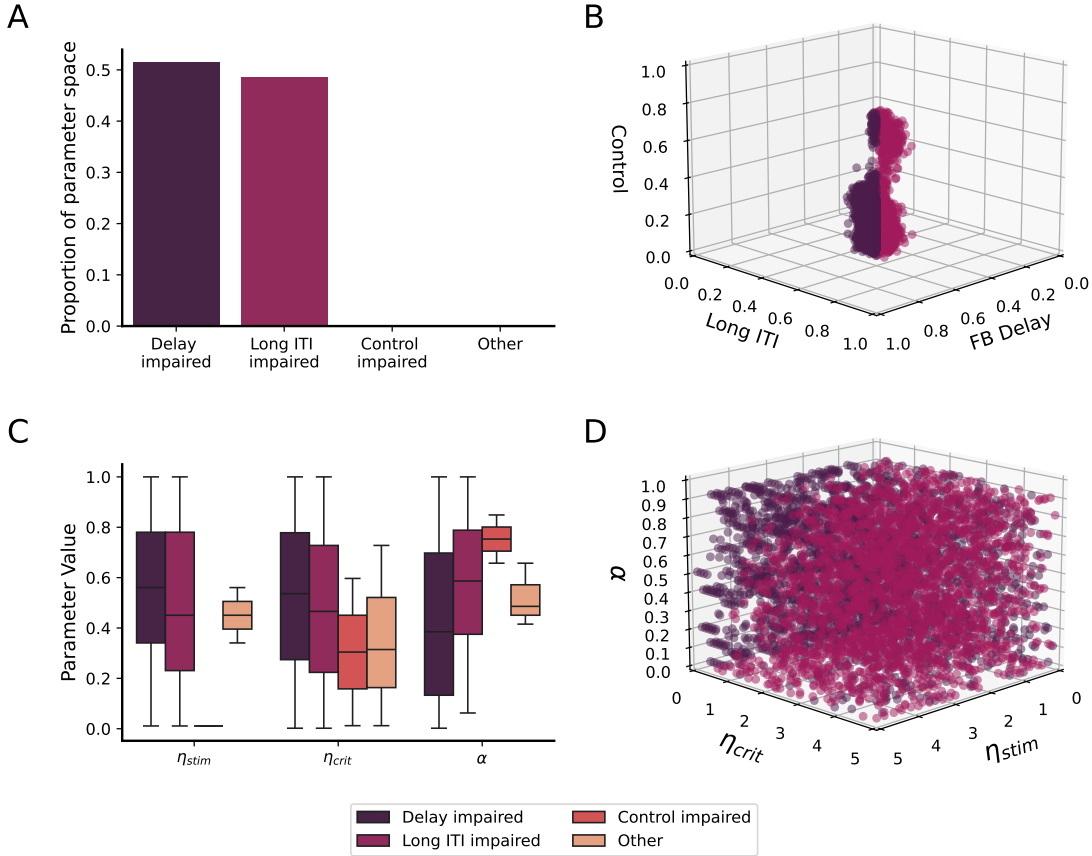 A
Proportion of parameter space
0.5
0.4
0.3
0.2
0.1
0.0
Delay
impaired
Long ITI
impaired
Control
impaired
Other
B
Control
1.0
0.8
0.6
0.4
0.2
0.0
0.0
0.2
0.4
0.6
0.8
1.0
Long ITI
1.0
0.8
0.6
0.4
0.2
0.0
FB Delay
C
Parameter Value
1.0
0.8
0.6
0.4
0.2
0.0
η_stim
η_crit
α
D
α
1.0
0.9
0.8
0.7
0.6
0.5
0.4
0.3
0.2
0.1
0.0
0
1
2
3
4
5
η_crit
5
4
3
2
1
0
η_stim
Delay impaired
Long ITI impaired
Control impaired
Other